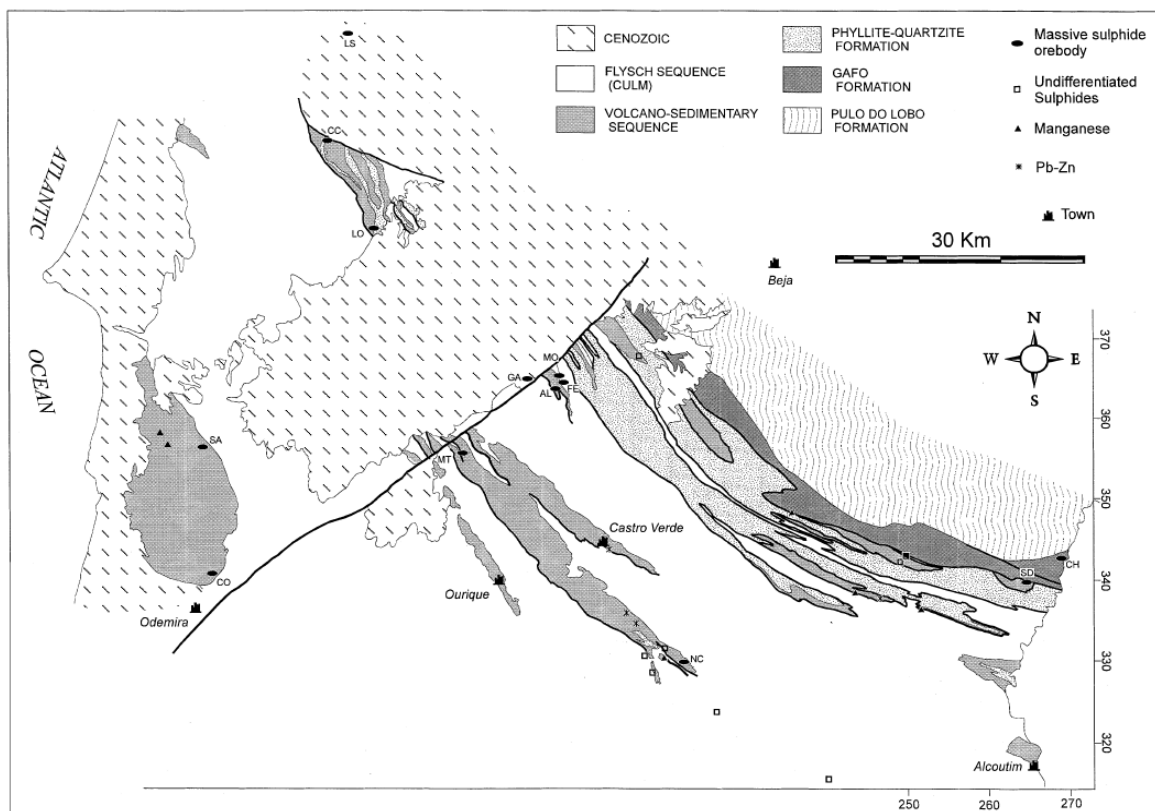 LS
CENOZOIC
FLYSCH SEQUENCE
(CULM)
VOLCANO-SEDIMENTARY
SEQUENCE
PHYLLITE-QUARTZITE
FORMATION
GAFO
FORMATION
PULO DO LOBO
FORMATION
Massive sulphide
orebody
Undifferentiated
Sulphides
Manganese
Pb-Zn
Town
30 Km
ATLANTIC
OCEAN
CC
LO
Beja
N
W
E
S
MO
GA
FE
AL
SA
MT
CO
Castro Verde
Ourique
Odemira
NC
SD
CH
Alcoutim
370
360
350
340
330
320
250
260
270